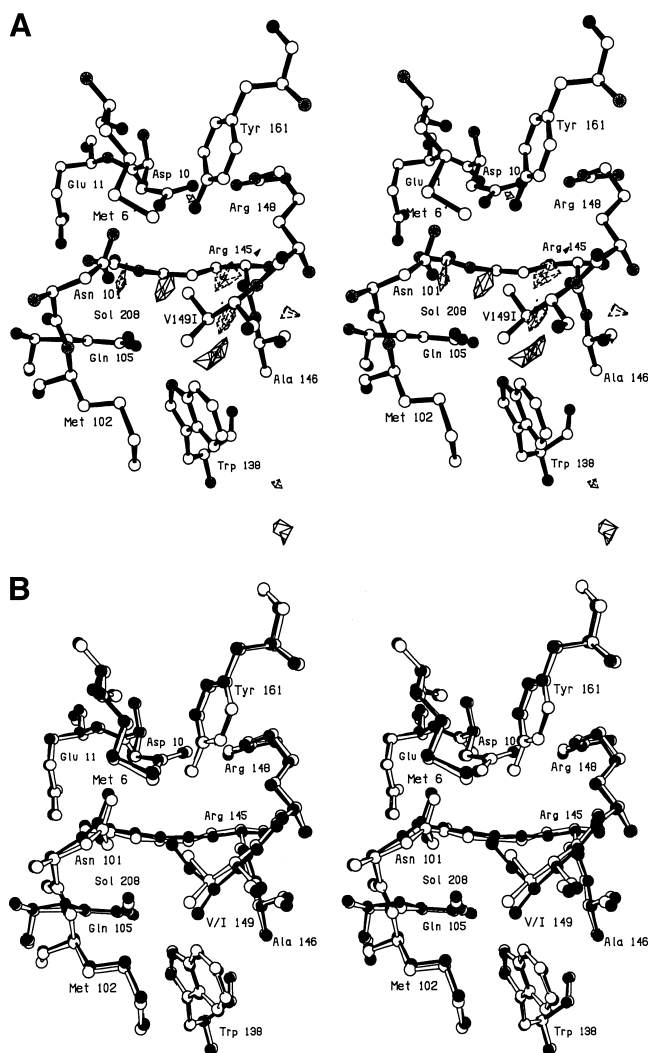 A
Tyr 161
Asp 10
Glu 11
Arg 148
Met 6
Arg 145
Asn 101
Sol 208
V149I
Gln 105
Ala 146
Met 102
Trp 138
Tyr 161
Asp 10
Glu
Arg 148
Met 6
Arg 145
Asn 101
Sol 208
V149I
Gln 105
Ala 146
Met 102
Trp 138
B
Tyr 161
Asp 10
Glu 11
Arg 148
Met 6
Arg 145
Asn 101
Sol 208
Gln 105
V/I 149
Ala 146
Met 102
Trp 138
Tyr 161
Asp 10
Glu
Arg 148
Met 6
Arg 145
Asn 101
Sol 208
Gln 105
V/I 149
Ala 146
Met 102
Trp 138